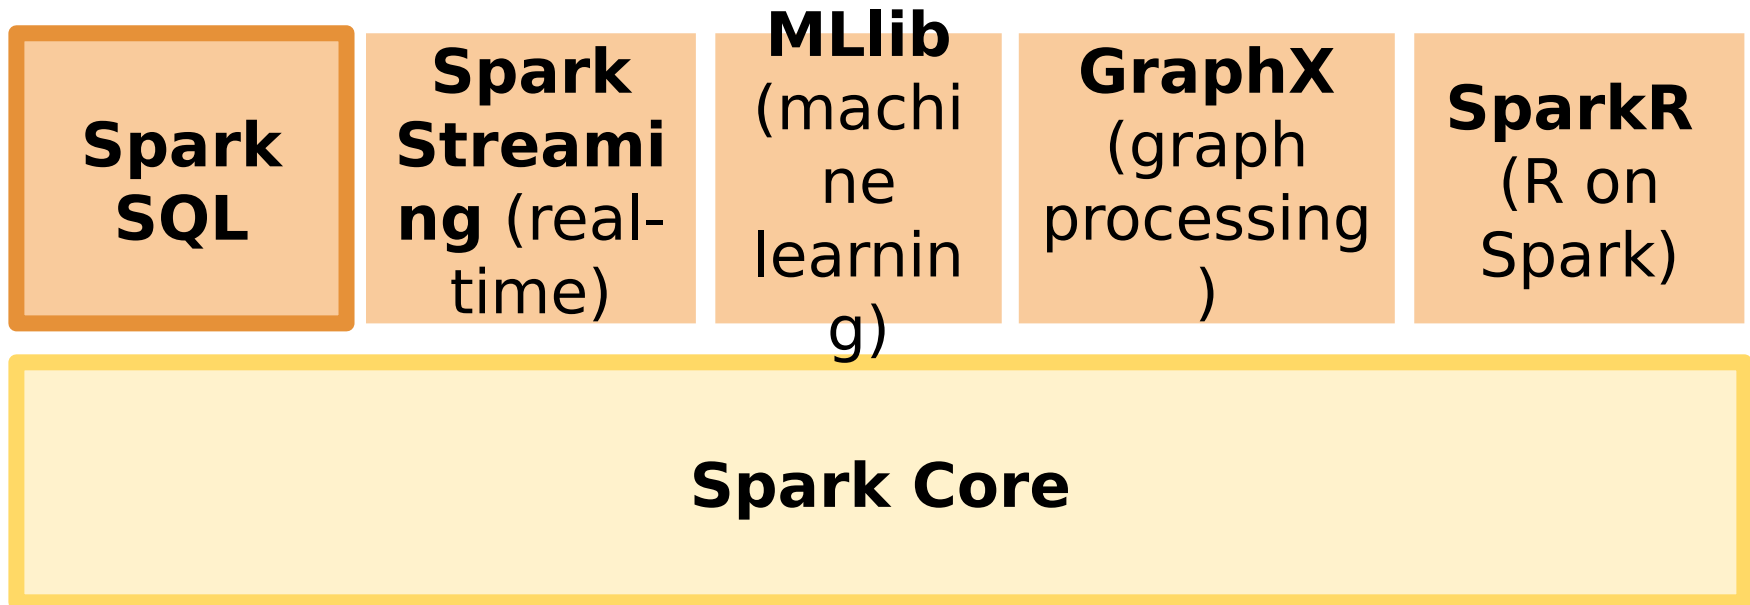 Spark
SQL
Spark
Streami
ng (real-
time)
MLlib
(machi
ne
learnin
g)
GraphX
(graph
processing
)
SparkR
(R on
Spark)
Spark Core